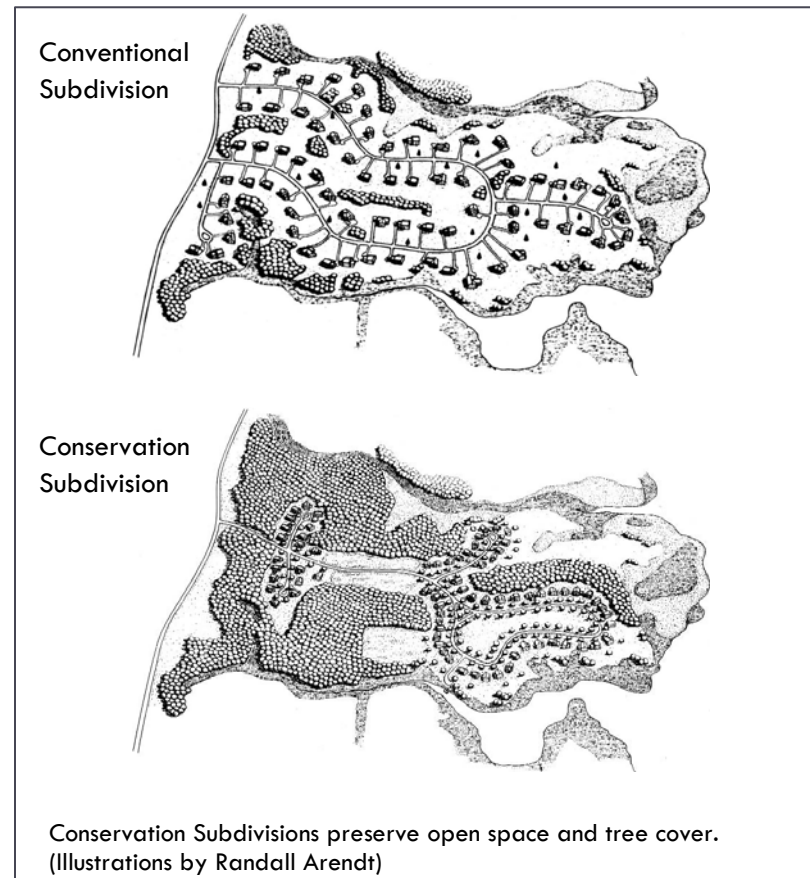 Conventional
Subdivision
Conservation
Subdivision
Conservation Subdivisions preserve open space and tree cover.
(Illustrations by Randall Arendt)